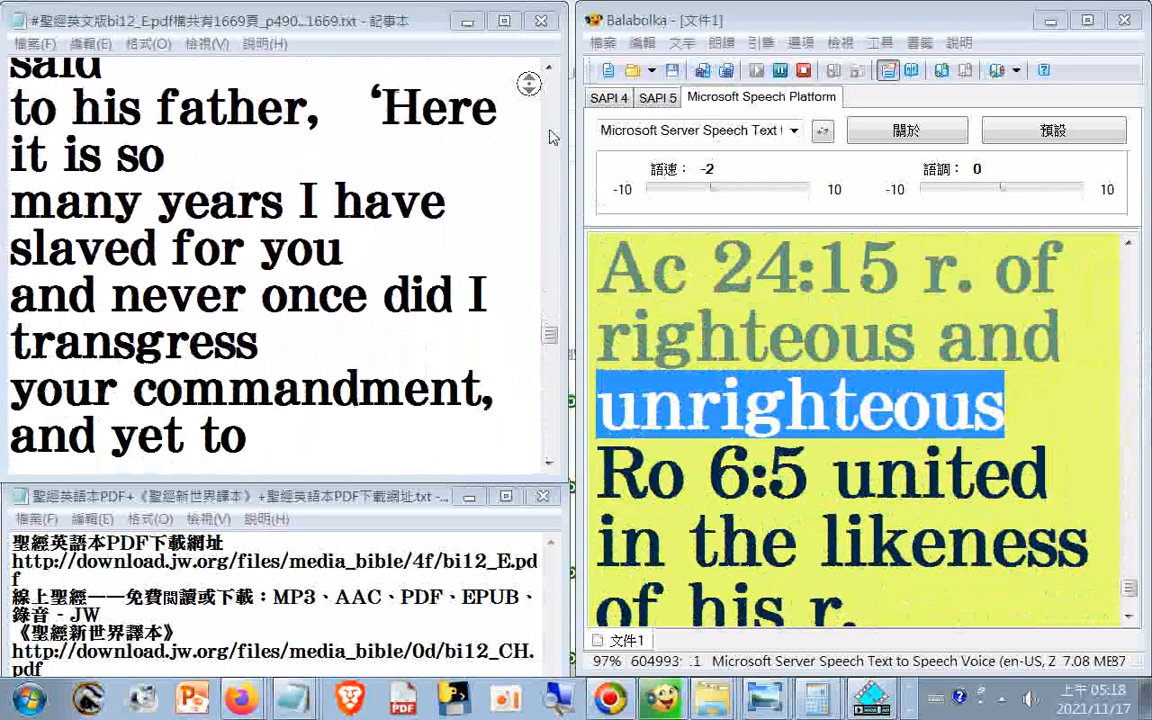 #聖經英文版bi12_E.pdf檔共有1669頁_p490...1669.txt - 記事本
檔案(F) 編輯(E) 格式(O) 檢視(V) 說明(H)
said
to his father, ‘Here
it is so
many years I have
slaved for you
and never once did I
transgress
your commandment,
and yet to
聖經英語本PDF+《聖經新世界譯本》+聖經英語本PDF下載網址.txt - ...
檔案(F) 編輯(E) 格式(O) 檢視(V) 說明(H)
聖經英語本PDF下載網址
http://download.jw.org/files/media_bible/4f/bi12_E.pd
f
線上聖經——免費閱讀或下載：MP3、AAC、PDF、EPUB、
錄音 - JW
《聖經新世界譯本》
http://download.jw.org/files/media_bible/0d/bi12_CH.
pdf
Balabolka - [文件1]
檔案 編輯 文字 朗讀 引擎 選項 檢視 工具 書籤 說明
SAPI 4 SAPI 5 Microsoft Speech Platform
Microsoft Server Speech Text 關於 預設
語速： -2 語調： 0
-10 10 -10 10
Ac 24:15 r. of
righteous and
unrighteous
Ro 6:5 united
in the likeness
of his r.
文件1
97% 604993: .1 Microsoft Server Speech Text to Speech Voice (en-US, Z 7.08 MB
上午 05:18
2021/11/17